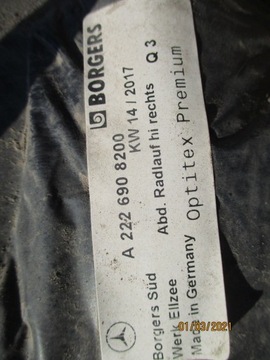 BORGERS
A 222 690 8200
KW 14 / 2017
Borgers Süd
Abd. Radlauf hi rechts Q 3
Werk Ellzee
Made in Germany Optitex Premium
01/03/2021